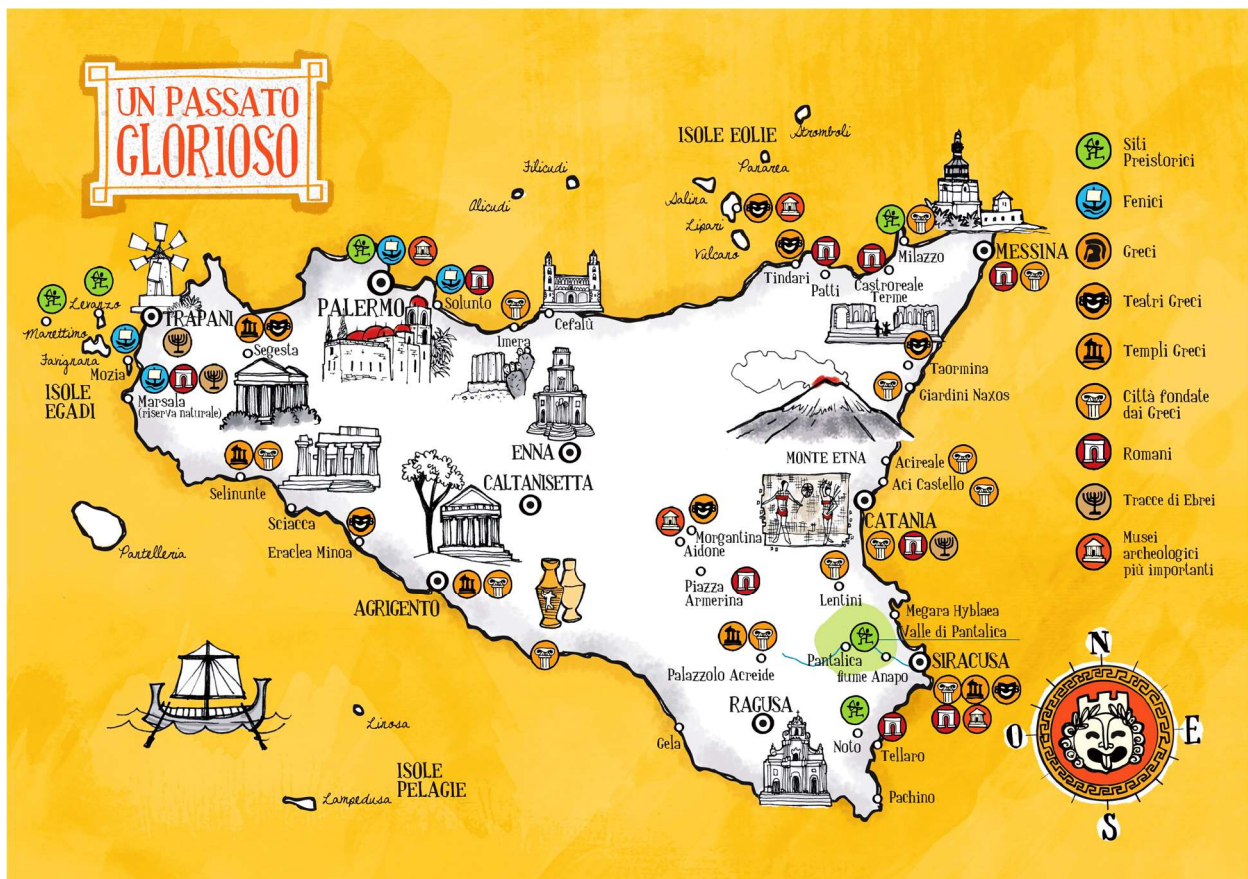 UN PASSATO
GLORIOSO
ISOLE EOLIE
Stromboli
Panarea
Filicudi
Alicudi
Salina
Lipari
Vulcano
Tindari
Patti
Castroreale
Terme
Milazzo
MESSINA
Levanzo
Marettimo
Favignana
ISOLE
EGADI
TRAPANI
Mozia
Marsala
(riserva naturale)
Segesta
PALERMO
Solunto
Imera
Cefalù
Taormina
Giardini Naxos
ENNA
MONTE ETNA
Acireale
Aci Castello
Selinunte
CALTANISETTA
Sciacca
Eraclea Minoa
CATANIA
Morgantina
Aidone
Piazza
Armerina
Lentini
Pantelleria
AGRIGENTO
Megara Hyblaea
Valle di Pantalica
Pantalica
fiume Anapo
SIRACUSA
Palazzolo Acreide
RAGUSA
Noto
Tellaro
Gela
Pachino
Linosa
ISOLE
PELAGIE
Lampedusa
Siti
Preistorici
Fenici
Greci
Teatri Greci
Templi Greci
Città fondate
dai Greci
Romani
Tracce di Ebrei
Musei
archeologici
più importanti
N
O
E
S